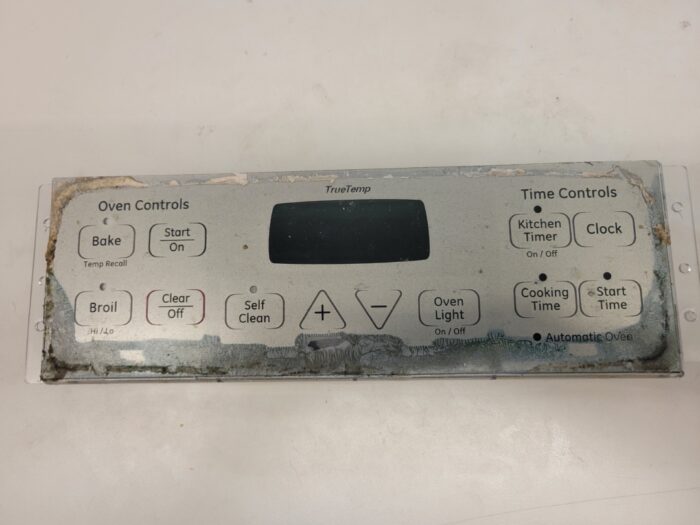 TrueTemp
Oven Controls
Bake
Temp Recall
Start
On
Broil
Hi / Lo
Clear
Off
Self
Clean
+
−
Oven
Light
On / Off
Time Controls
Kitchen
Timer
On / Off
Clock
Cooking
Time
Start
Time
Automatic Oven